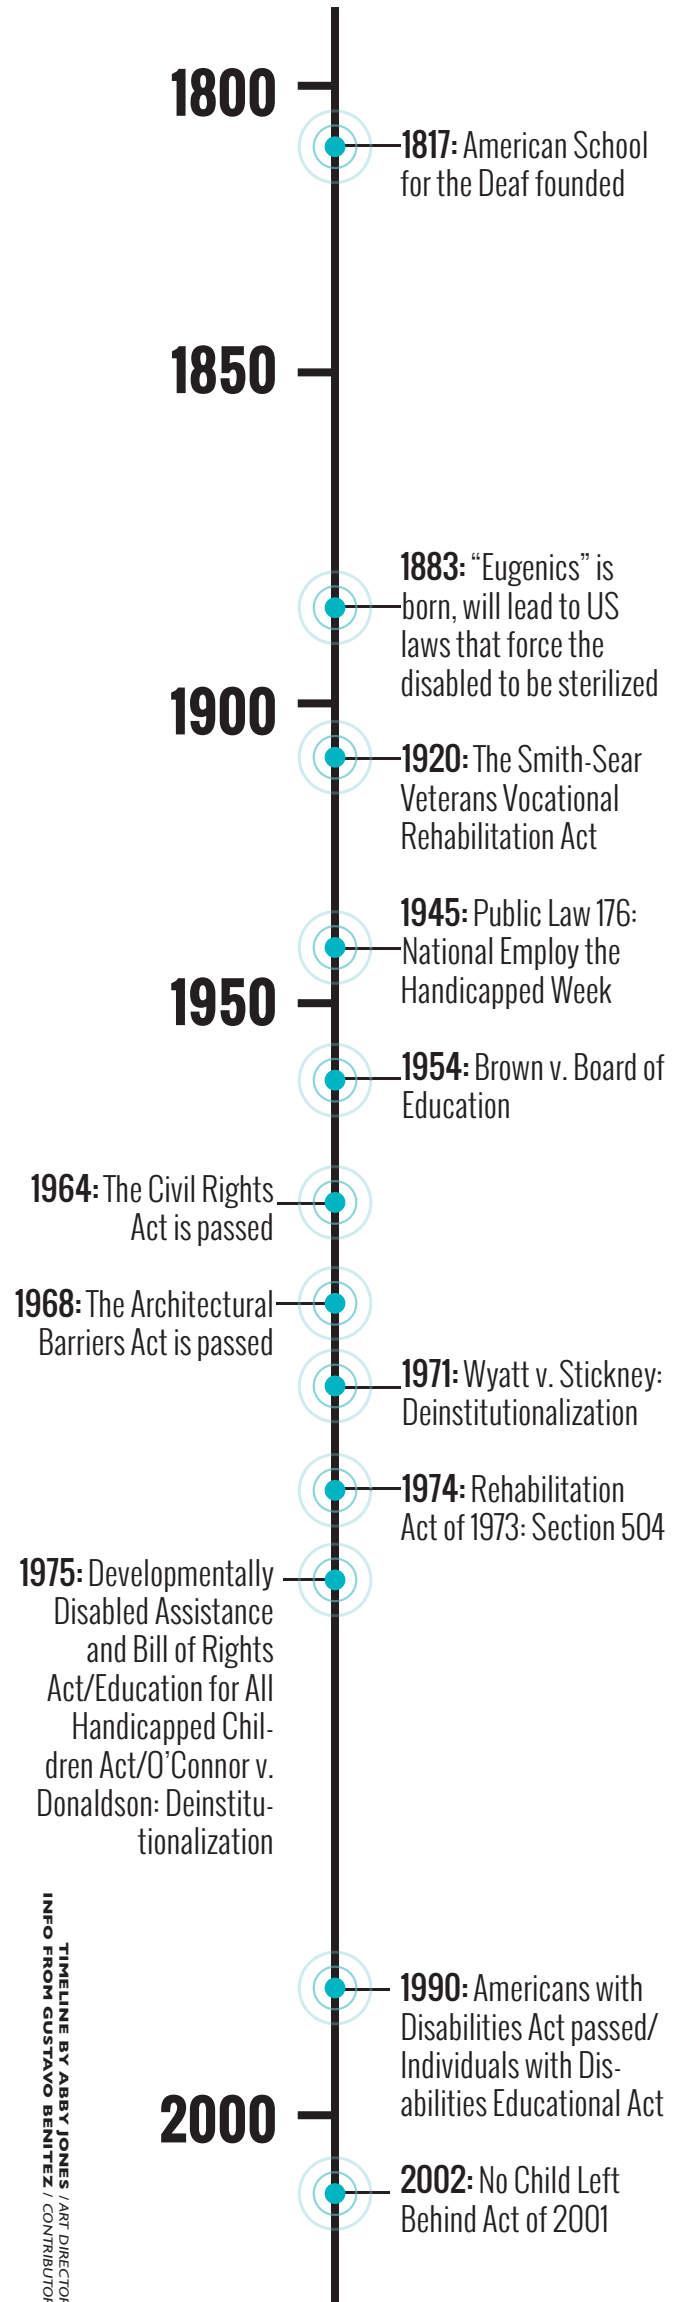 1800
1817: American School
for the Deaf founded
1850
1883: “Eugenics” is
born, will lead to US
laws that force the
disabled to be sterilized
1900
1920: The Smith-Sear
Veterans Vocational
Rehabilitation Act
1945: Public Law 176:
National Employ the
Handicapped Week
1950
1954: Brown v. Board of
Education
1964: The Civil Rights
Act is passed
1968: The Architectural
Barriers Act is passed
1971: Wyatt v. Stickney:
Deinstitutionalization
1974: Rehabilitation
Act of 1973: Section 504
1975: Developmentally
Disabled Assistance
and Bill of Rights
Act/Education for All
Handicapped Chil-
dren Act/O’Connor v.
Donaldson: Deinstitu-
tionalization
1990: Americans with
Disabilities Act passed/
Individuals with Dis-
abilities Educational Act
2000
2002: No Child Left
Behind Act of 2001
TIMELINE BY ABBY JONES / ART DIRECTOR
INFO FROM GUSTAVO BENITEZ / CONTRIBUTOR